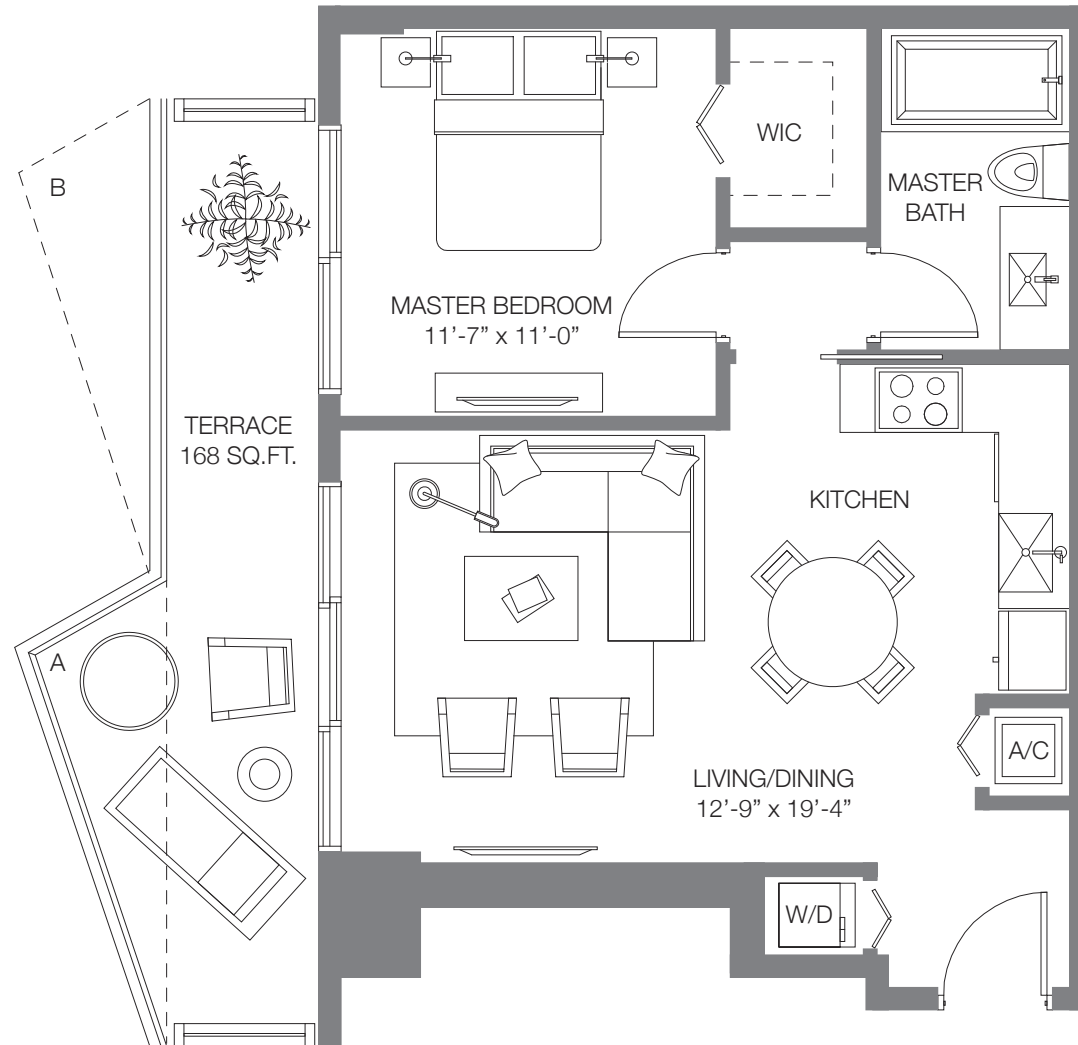 B
WIC
MASTER
BATH
MASTER BEDROOM
11’-7” x 11’-0”
TERRACE
168 SQ.FT.
KITCHEN
A
A/C
LIVING/DINING
12’-9” x 19’-4”
W/D